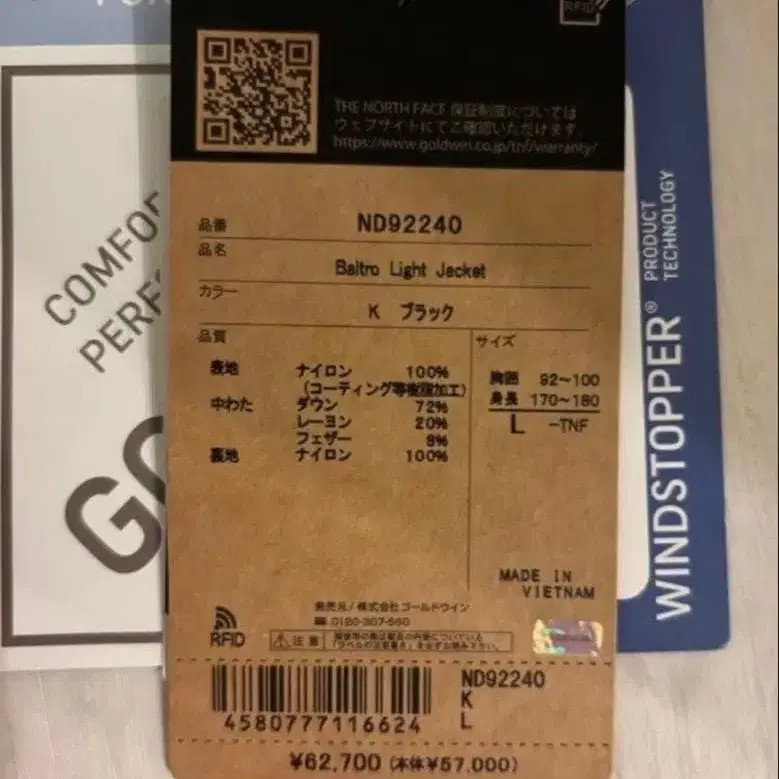 RFID
THE NORTH FACE 保証制度については
ウェブサイトにてご確認いただけます。
https://www.goldwin.co.jp/tnf/warranty/
COMFO
PERF
GO
品番 ND92240
品名 Baltro Light Jacket
カラー K ブラック
品質
表地 ナイロン 100%
(コーティング等樹脂加工)
中わた ダウン 72%
レーヨン 20%
フェザー 8%
裏地 ナイロン 100%
サイズ
胸囲 92～100
身長 170～180
L -TNF
MADE IN
VIETNAM
発売元/株式会社ゴールドウイン
0120-307-560
RFID
注意
ND92240
K
L
4580777116624
¥62,700 (本体¥57,000)
WINDSTOPPER® PRODUCT
TECHNOLOGY